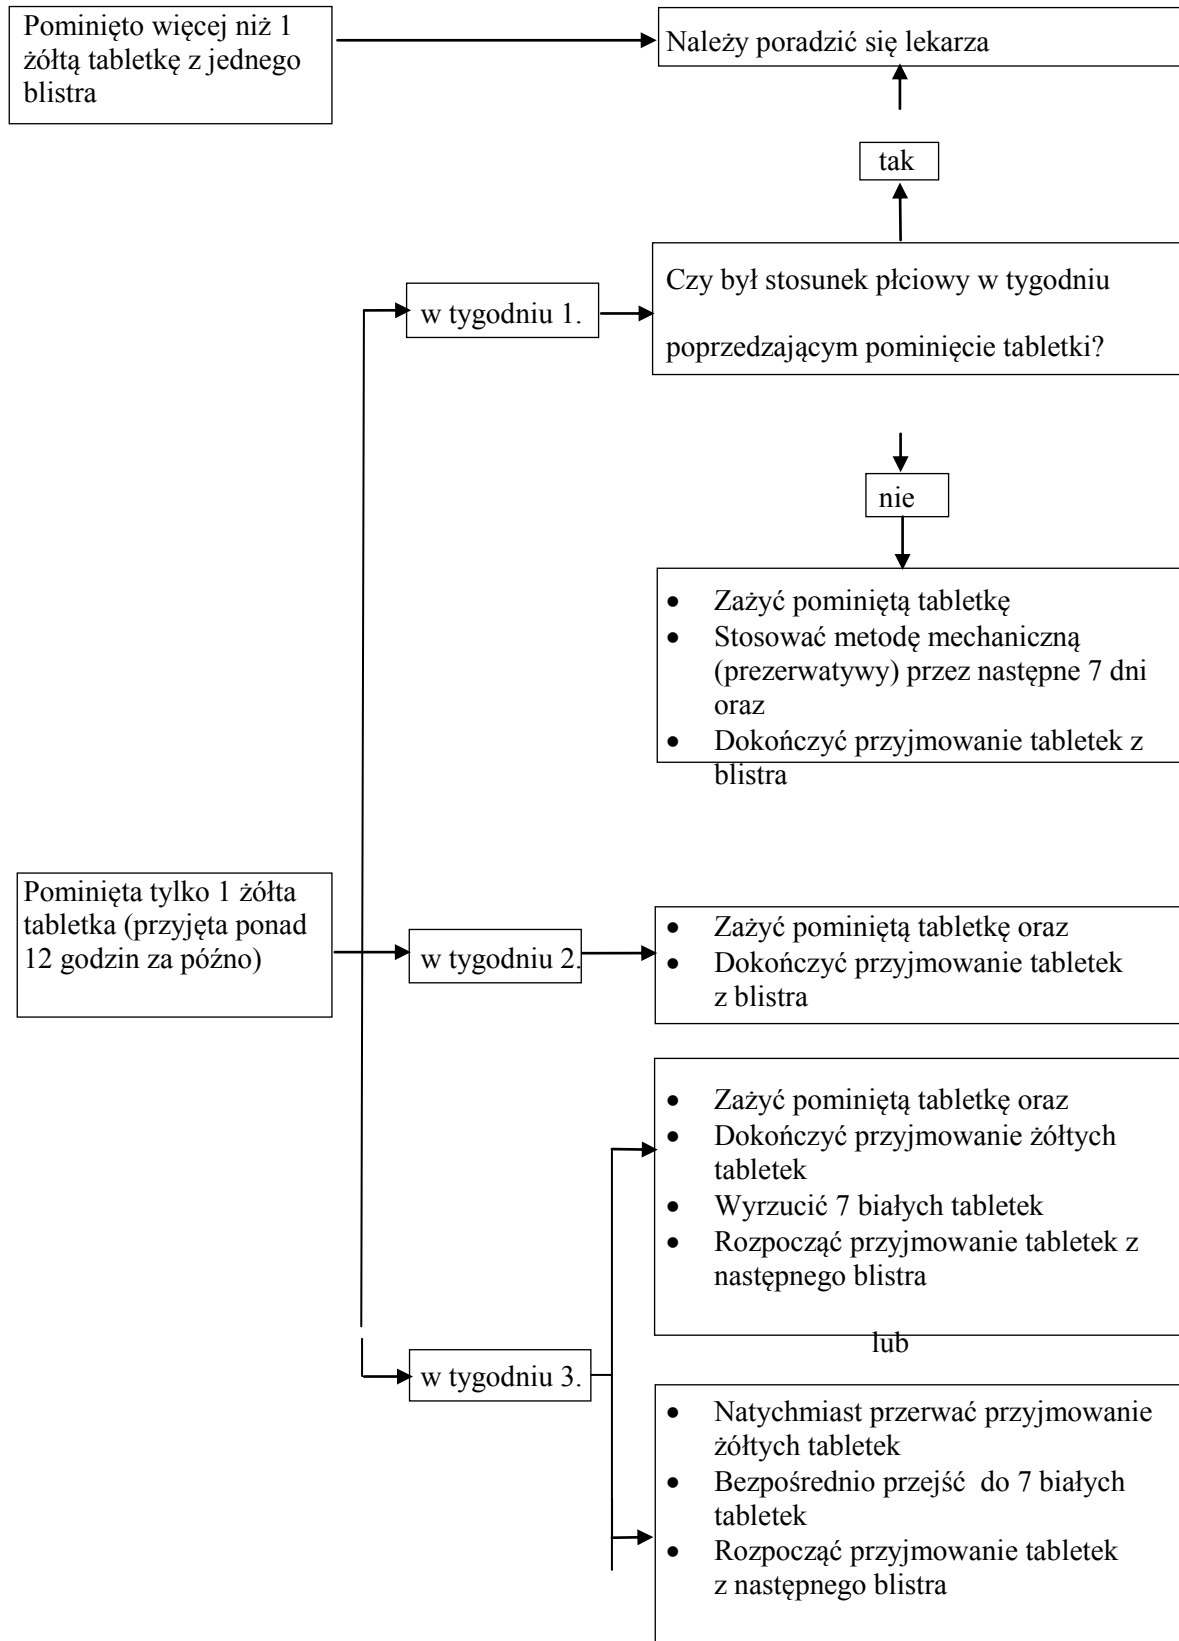 Pominięto więcej niż 1
żółtą tabletkę z jednego
blistra
Należy poradzić się lekarza
tak
Czy był stosunek płciowy w tygodniu
poprzedzającym pominięcie tabletki?
w tygodniu 1.
nie
• Zażyć pominiętą tabletkę
• Stosować metodę mechaniczną
(prezerwatywy) przez następne 7 dni
oraz
• Dokończyć przyjmowanie tabletek z
blistra
Pominięta tylko 1 żółta
tabletka (przyjęta ponad
12 godzin za późno)
w tygodniu 2.
• Zażyć pominiętą tabletkę oraz
• Dokończyć przyjmowanie tabletek
z blistra
• Zażyć pominiętą tabletkę oraz
• Dokończyć przyjmowanie żółtych
tabletek
• Wyrzucić 7 białych tabletek
• Rozpocząć przyjmowanie tabletek z
następnego blistra
lub
w tygodniu 3.
• Natychmiast przerwać przyjmowanie
żółtych tabletek
• Bezpośrednio przejść do 7 białych
tabletek
• Rozpocząć przyjmowanie tabletek
z następnego blistra